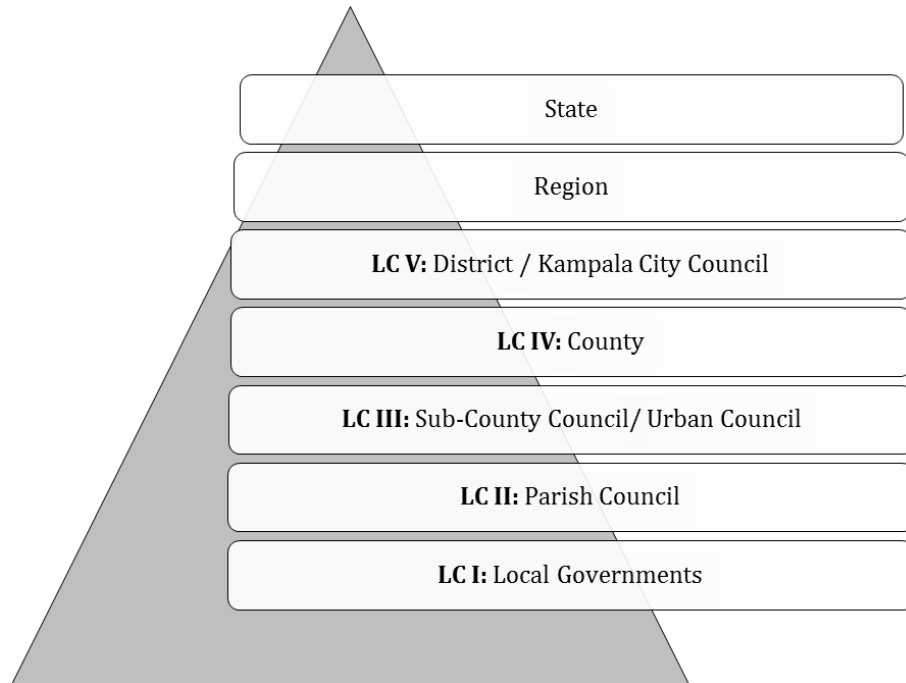 State
Region
LC V: District / Kampala City Council
LC IV: County
LC III: Sub-County Council/ Urban Council
LC II: Parish Council
LC I: Local Governments